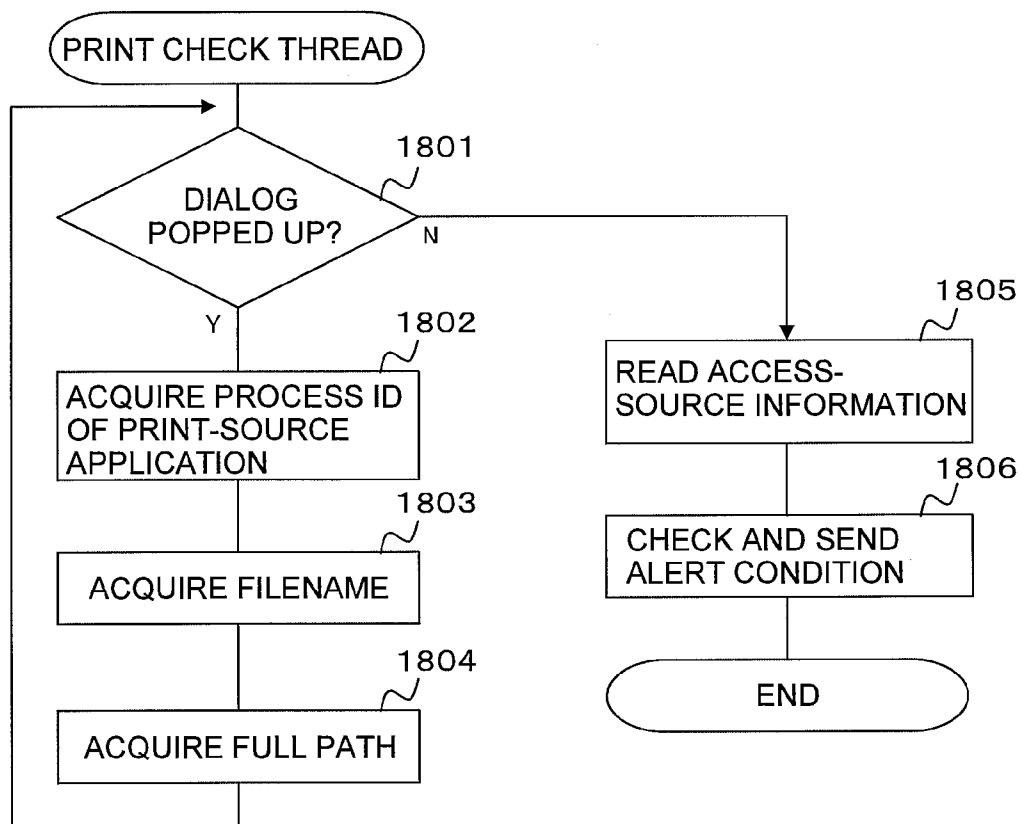 PRINT CHECK THREAD
1801
DIALOG
POPPED UP?
N
Y
1802
ACQUIRE PROCESS ID
OF PRINT-SOURCE
APPLICATION
1803
ACQUIRE FILENAME
1804
ACQUIRE FULL PATH
1805
READ ACCESS-
SOURCE INFORMATION
1806
CHECK AND SEND
ALERT CONDITION
END